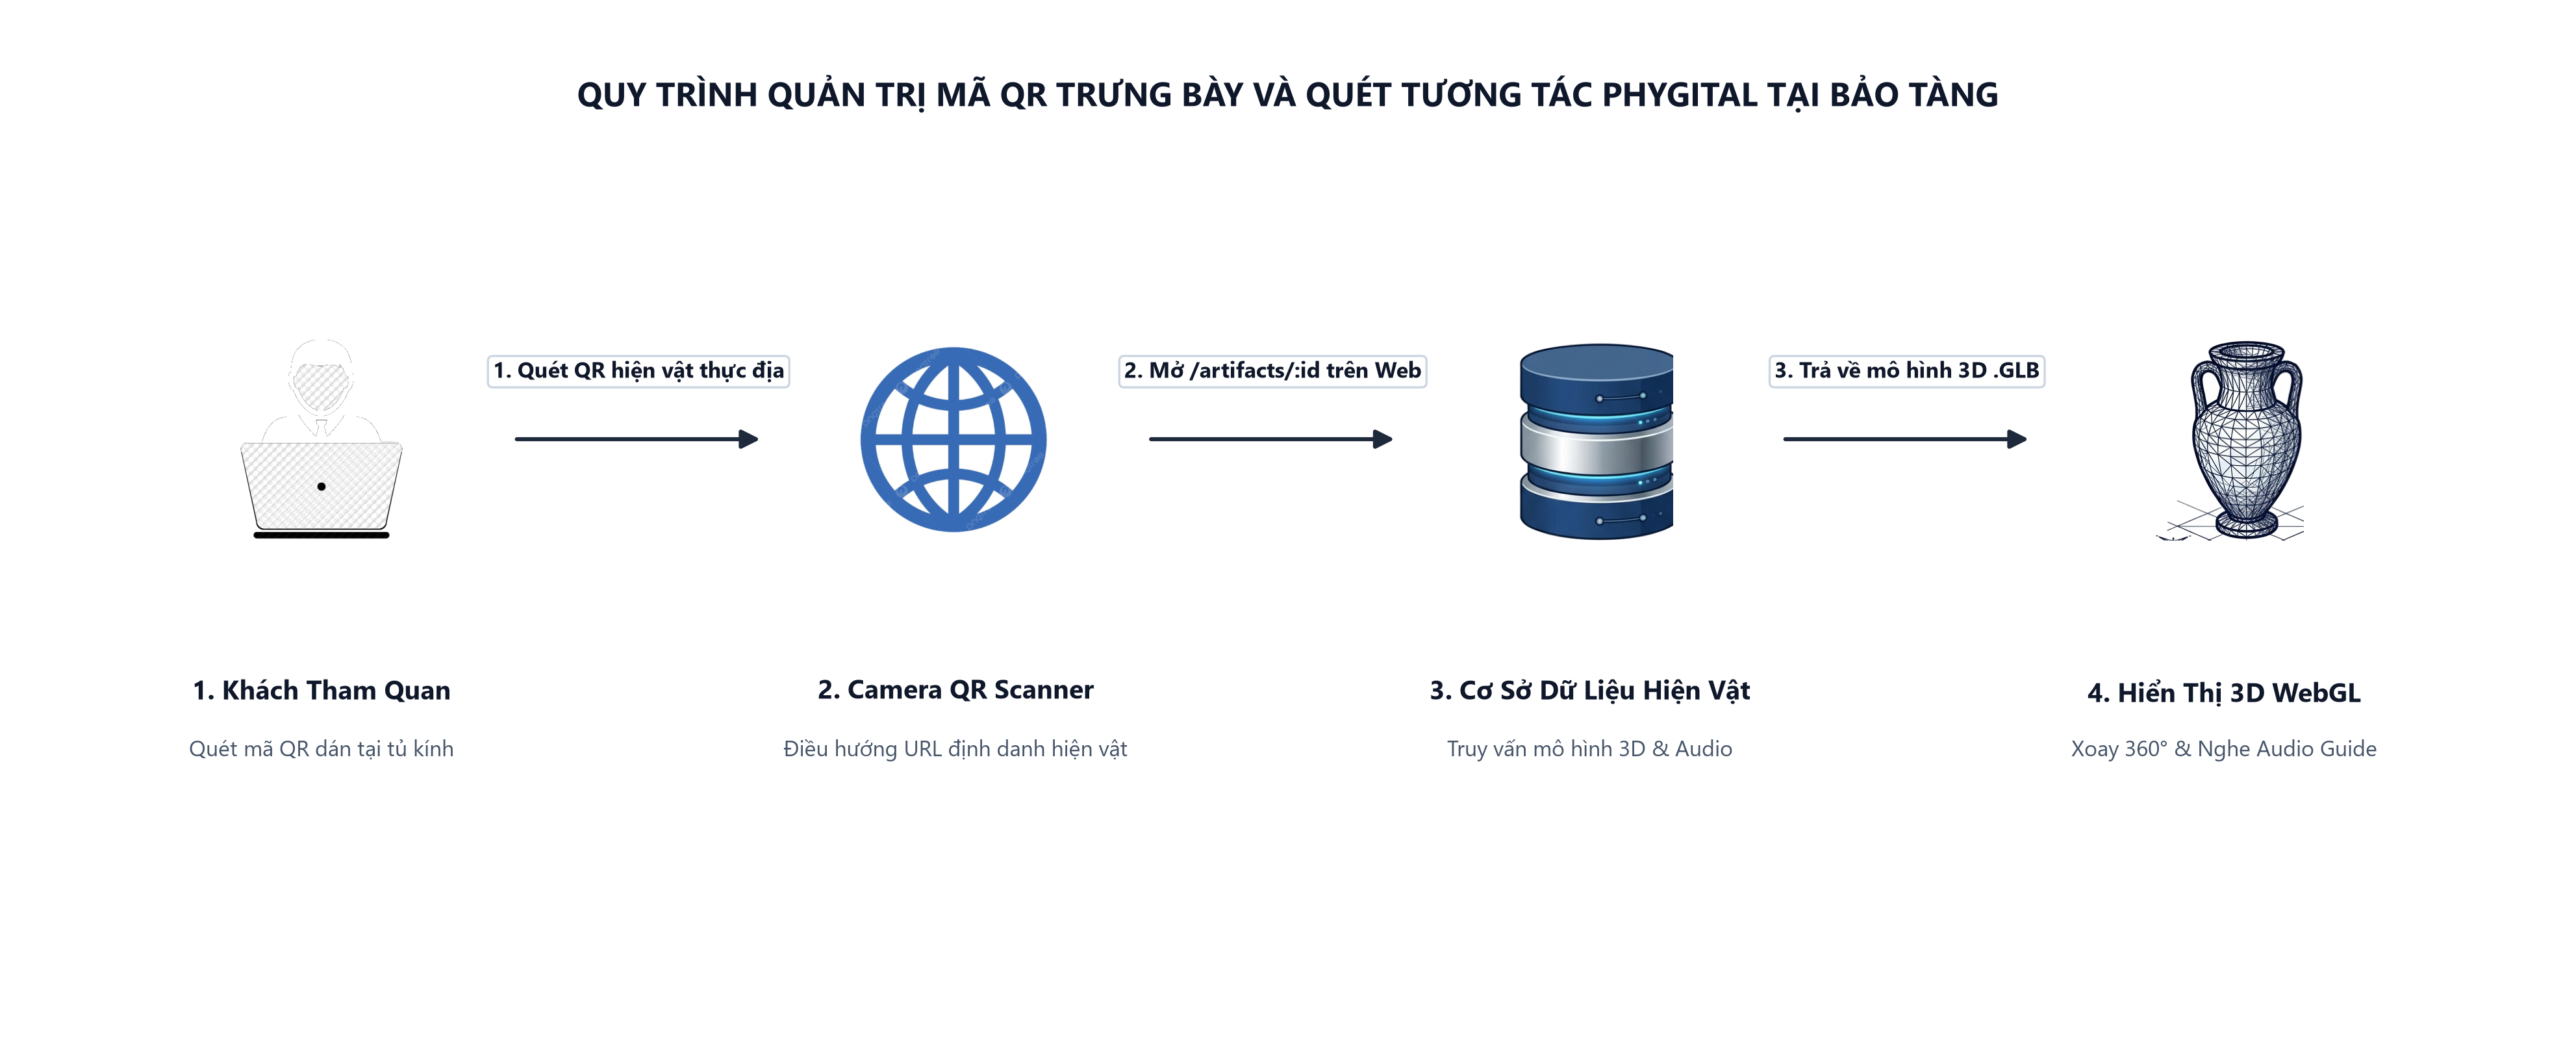 QUY TRÌNH QUẢN TRỊ MÃ QR TRƯNG BÀY VÀ QUÉT TƯƠNG TÁC PHYGITAL TẠI BẢO TÀNG
1. Quét QR hiện vật thực địa
2. Mở /artifacts/:id trên Web
3. Trả về mô hình 3D .GLB
1. Khách Tham Quan
2. Camera QR Scanner
3. Cơ Sở Dữ Liệu Hiện Vật
4. Hiển Thị 3D WebGL
Quét mã QR dán tại tủ kính
Điều hướng URL định danh hiện vật
Truy vấn mô hình 3D & Audio
Xoay 360° & Nghe Audio Guide